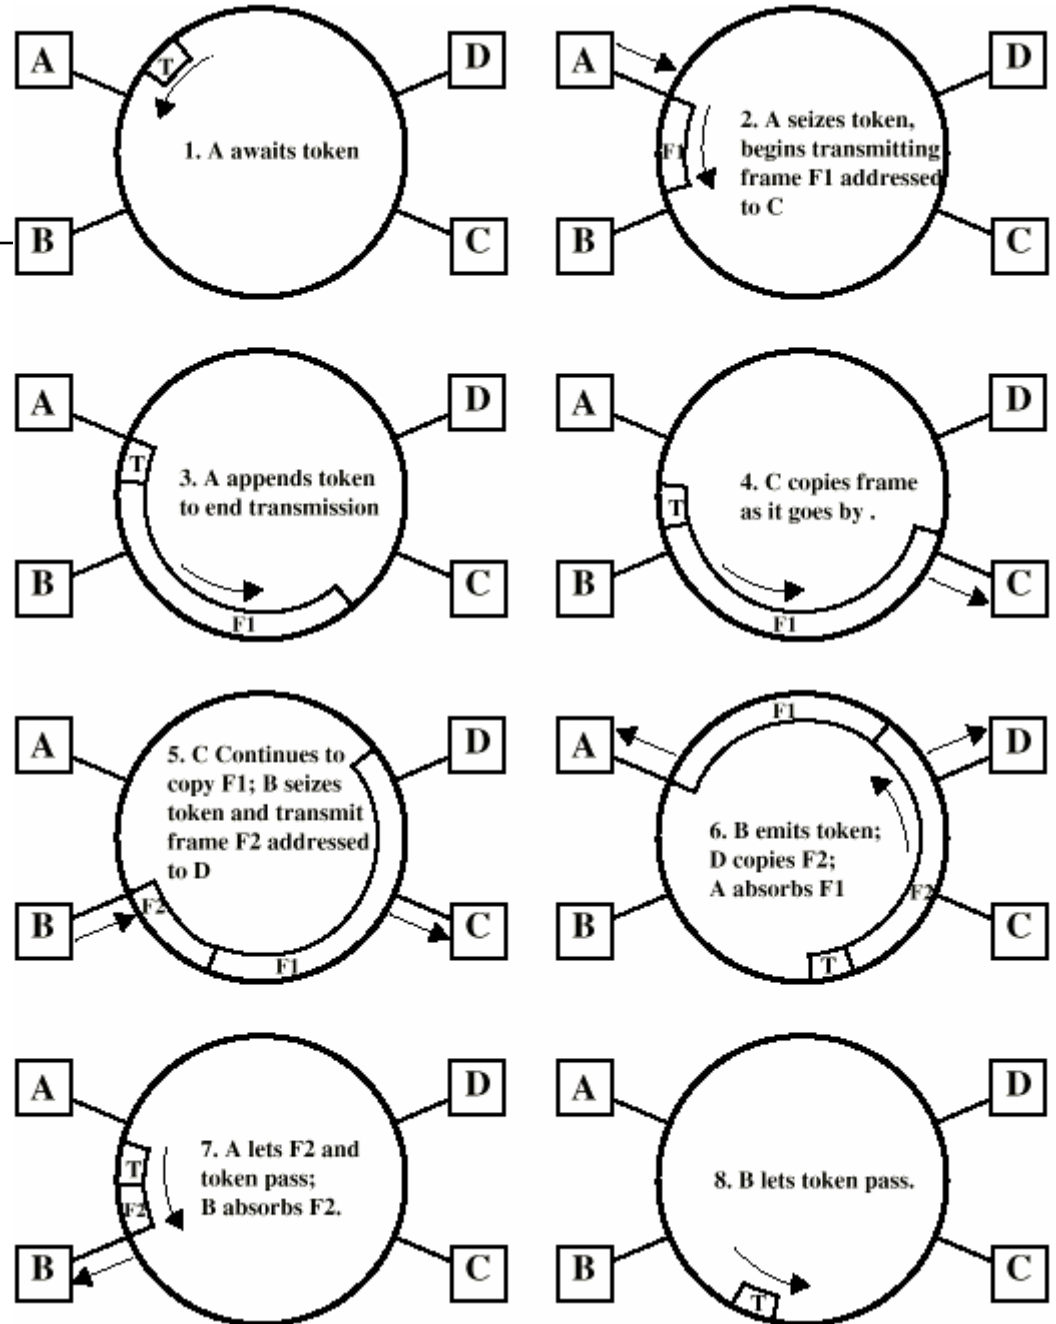 A
D
T
1. A awaits token
B
C
A
D
2. A seizes token,
begins transmitting
F1
frame F1 addressed
to C
B
C
A
D
T
3. A appends token
to end transmission
B
C
F1
A
D
4. C copies frame
T
as it goes by .
B
C
F1
A
D
5. C Continues to
copy F1; B seizes
token and transmit
frame F2 addressed
to D
F2
B
C
F1
F1
A
D
6. B emits token;
D copies F2;
A absorbs F1
F2
B
C
T
A
D
7. A lets F2 and
T
token pass;
F2
B absorbs F2.
B
C
A
D
8. B lets token pass.
B
C
T